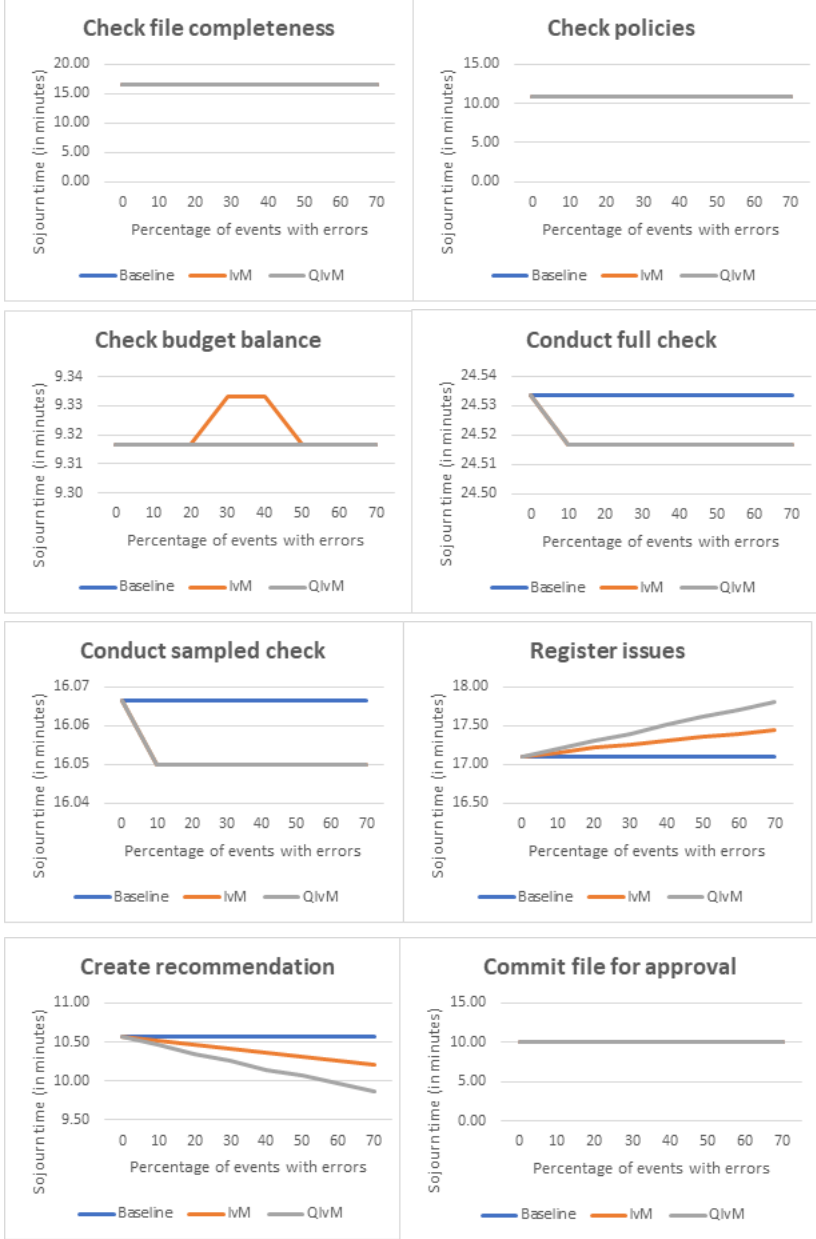 Check file completeness
Sojourn time (in minutes)
20.00
15.00
10.00
5.00
0.00
0 10 20 30 40 50 60 70
Percentage of events with errors
Baseline IvM QIvM
Check policies
Sojourn time (in minutes)
15.00
10.00
5.00
0.00
0 10 20 30 40 50 60 70
Percentage of events with errors
Baseline IvM QIvM
Check budget balance
Sojourn time (in minutes)
9.34
9.33
9.32
9.31
9.30
0 10 20 30 40 50 60 70
Percentage of events with errors
Baseline IvM QIvM
Conduct full check
Sojourn time (in minutes)
24.54
24.53
24.52
24.51
24.50
0 10 20 30 40 50 60 70
Percentage of events with errors
Baseline IvM QIvM
Conduct sampled check
Sojourn time (in minutes)
16.07
16.06
16.05
16.04
0 10 20 30 40 50 60 70
Percentage of events with errors
Baseline IvM QIvM
Register issues
Sojourn time (in minutes)
18.00
17.50
17.00
16.50
0 10 20 30 40 50 60 70
Percentage of events with errors
Baseline IvM QIvM
Create recommendation
Sojourn time (in minutes)
11.00
10.50
10.00
9.50
0 10 20 30 40 50 60 70
Percentage of events with errors
Baseline IvM QIvM
Commit file for approval
Sojourn time (in minutes)
15.00
10.00
5.00
0.00
0 10 20 30 40 50 60 70
Percentage of events with errors
Baseline IvM QIvM